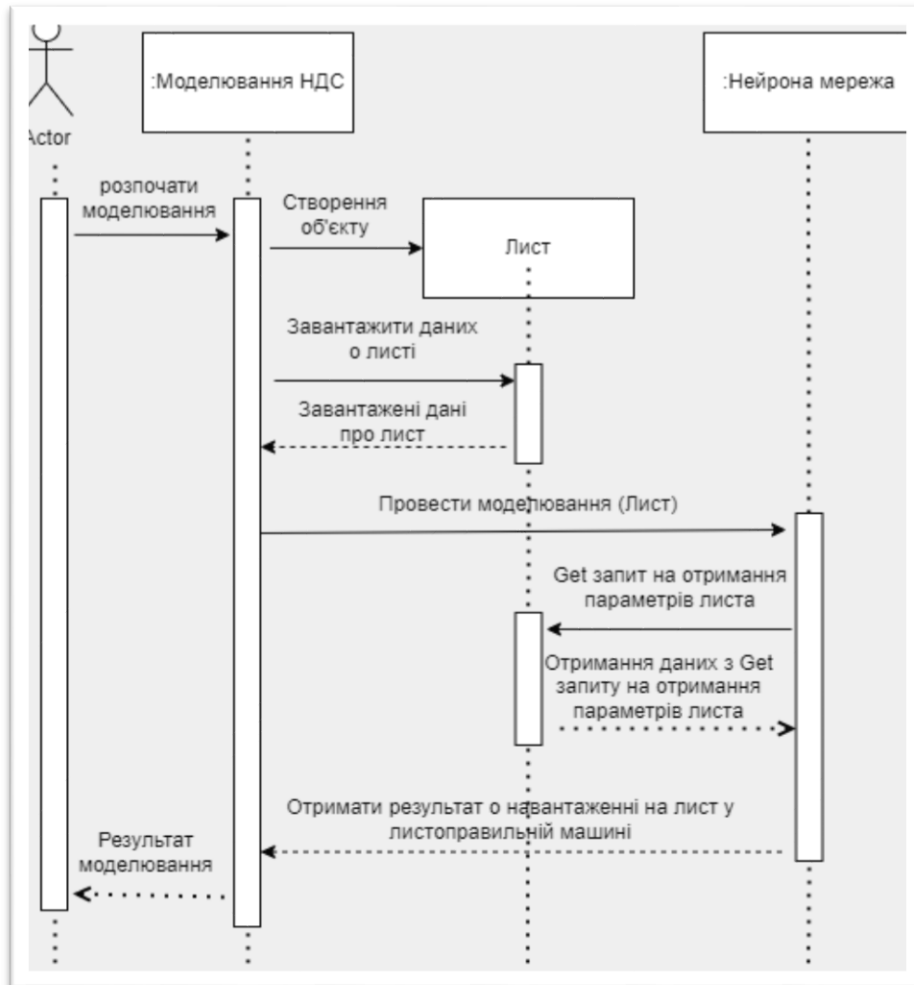 :Моделювання НДС
:Нейрона мережа
Actor
розпочати
моделювання
Створення
об'єкту
Лист
Завантажити даних
о листі
Завантажені дані
про лист
Провести моделювання (Лист)
Get запит на отримання
параметрів листа
Отримання даних з Get
запиту на отримання
параметрів листа
Отримати результат о навантаженні на лист у
листоправильній машині
Результат
моделювання